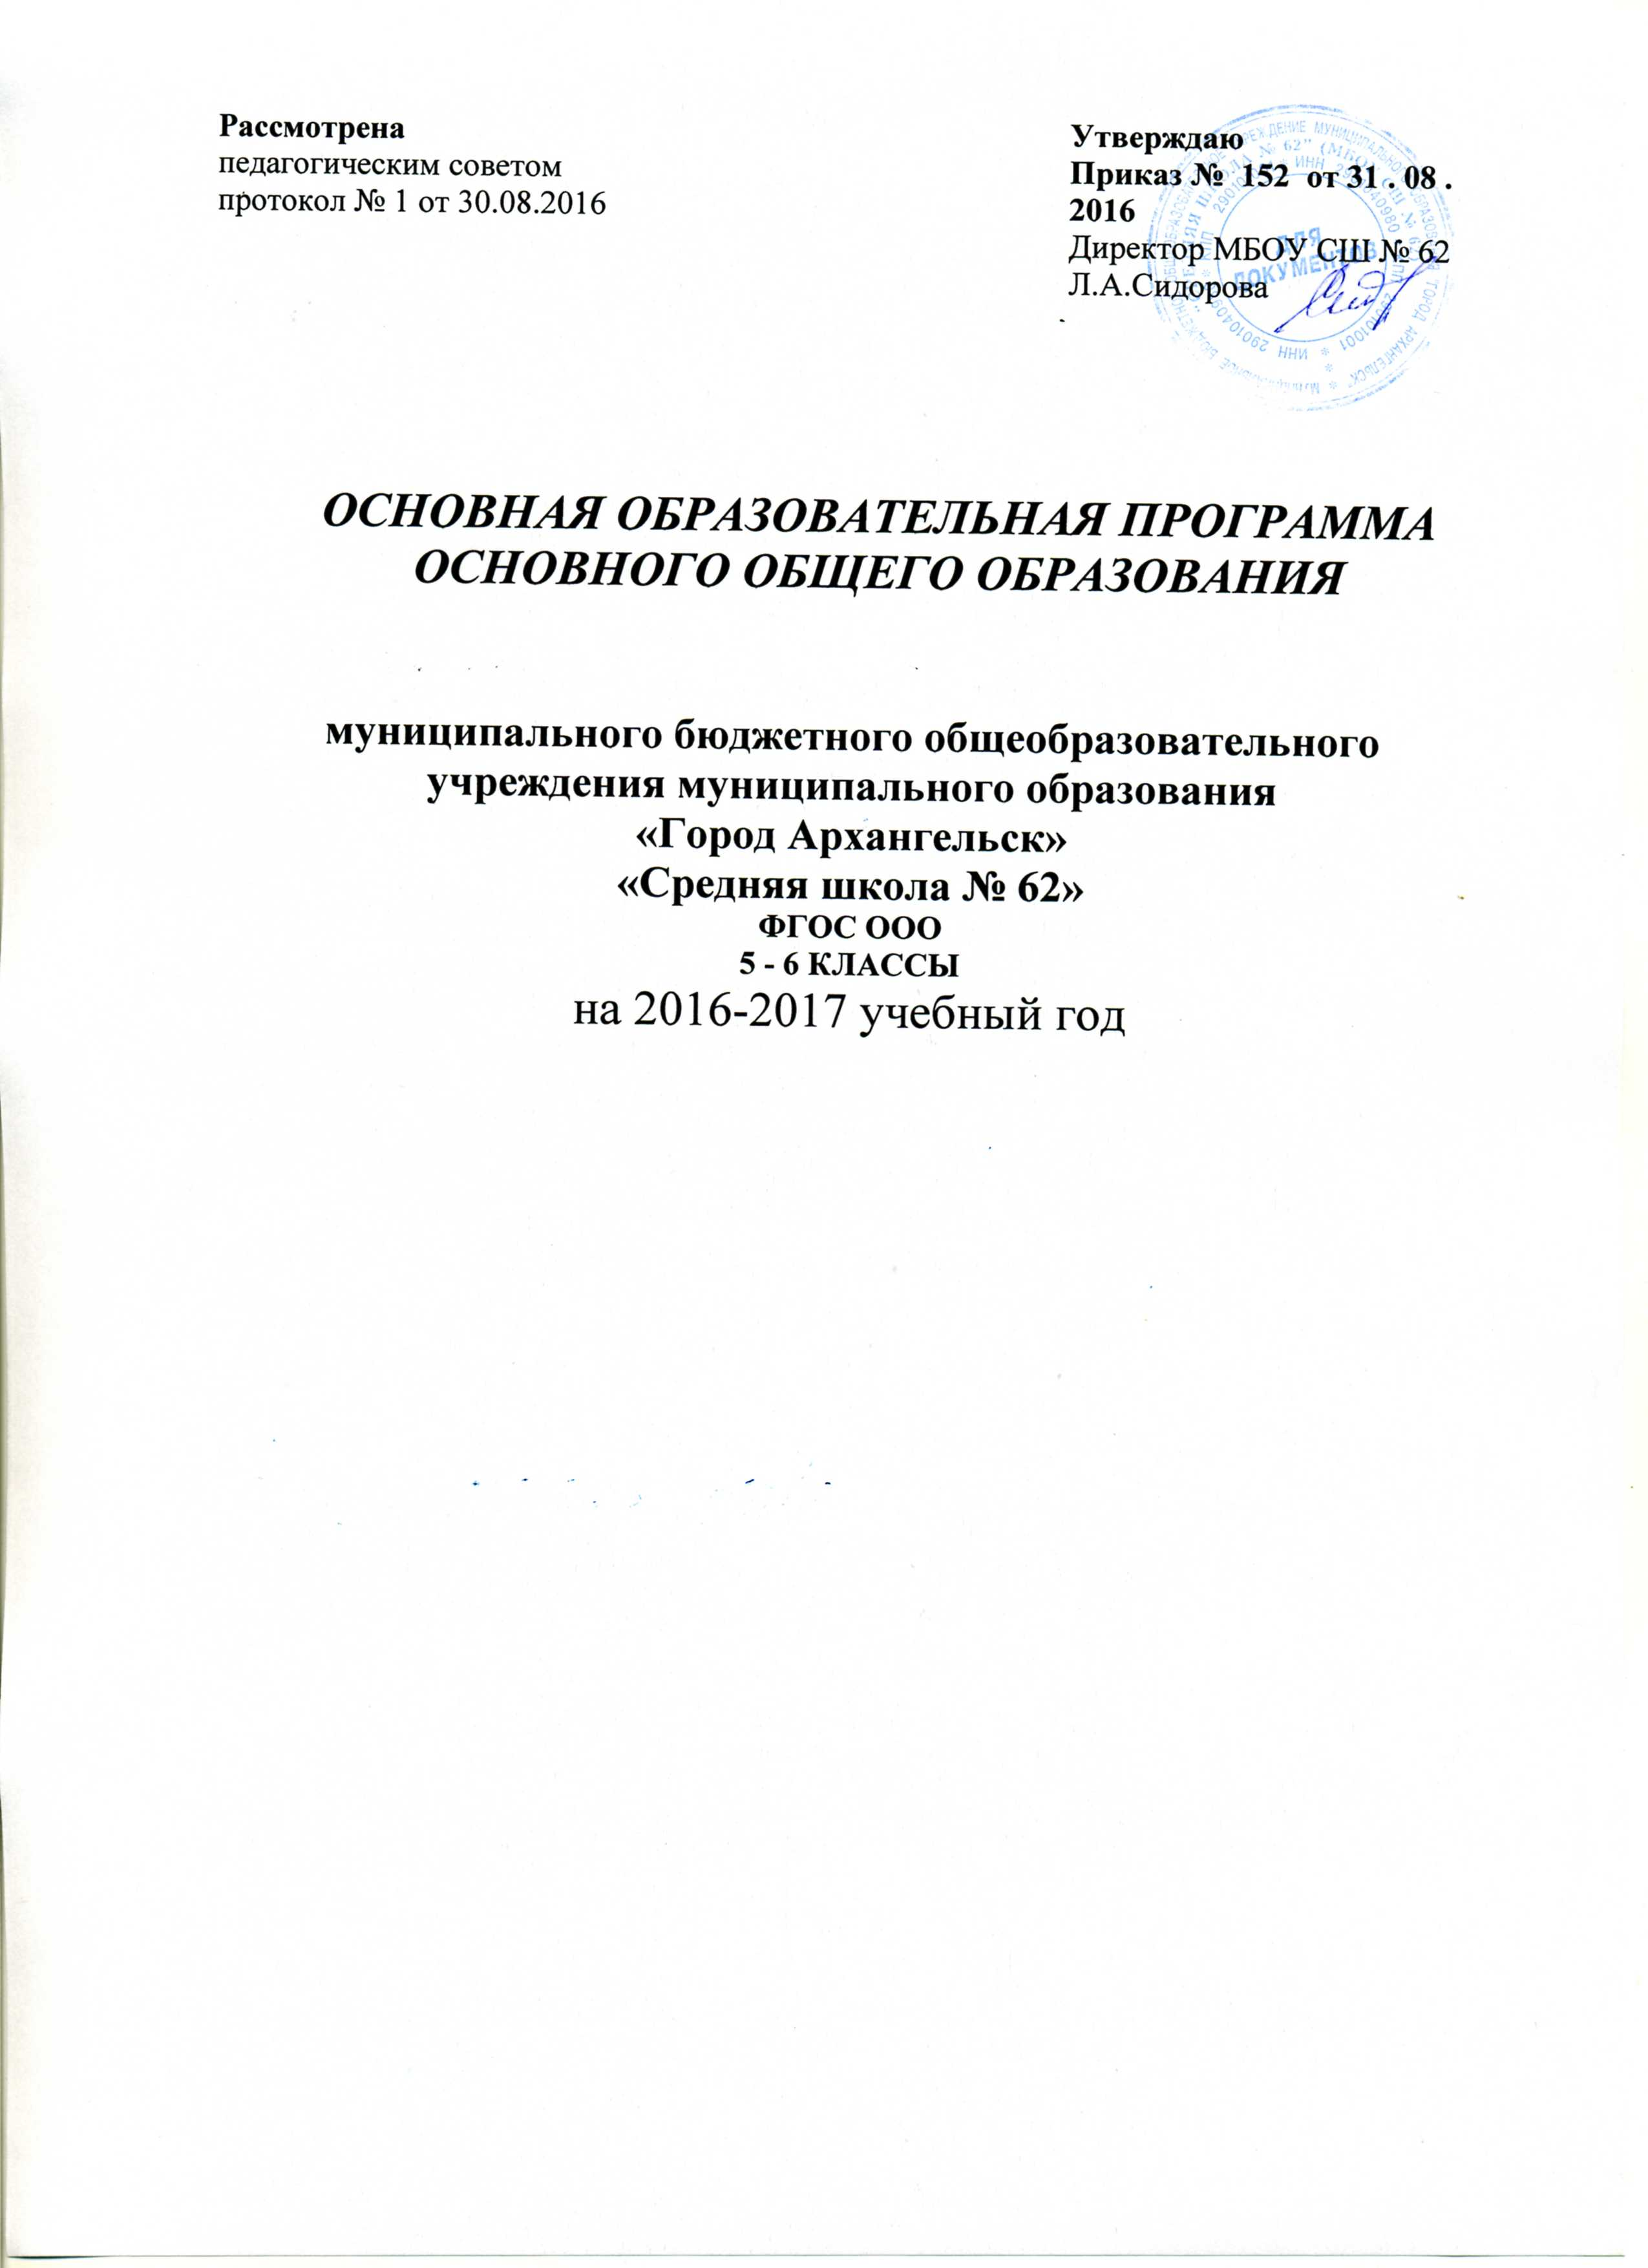 Рассмотрена
педагогическим советом
протокол № 1 от 30.08.2016
Утверждаю
Приказ № 152 от 31 . 08 .
2016
Директор МБОУ СШ № 62
Л.А.Сидорова
ДЛЯ
ДОКУМЕНТОВ
ОСНОВНАЯ ОБРАЗОВАТЕЛЬНАЯ ПРОГРАММА
ОСНОВНОГО ОБЩЕГО ОБРАЗОВАНИЯ
муниципального бюджетного общеобразовательного
учреждения муниципального образования
«Город Архангельск»
«Средняя школа № 62»
ФГОС ООО
5 - 6 КЛАССЫ
на 2016-2017 учебный год